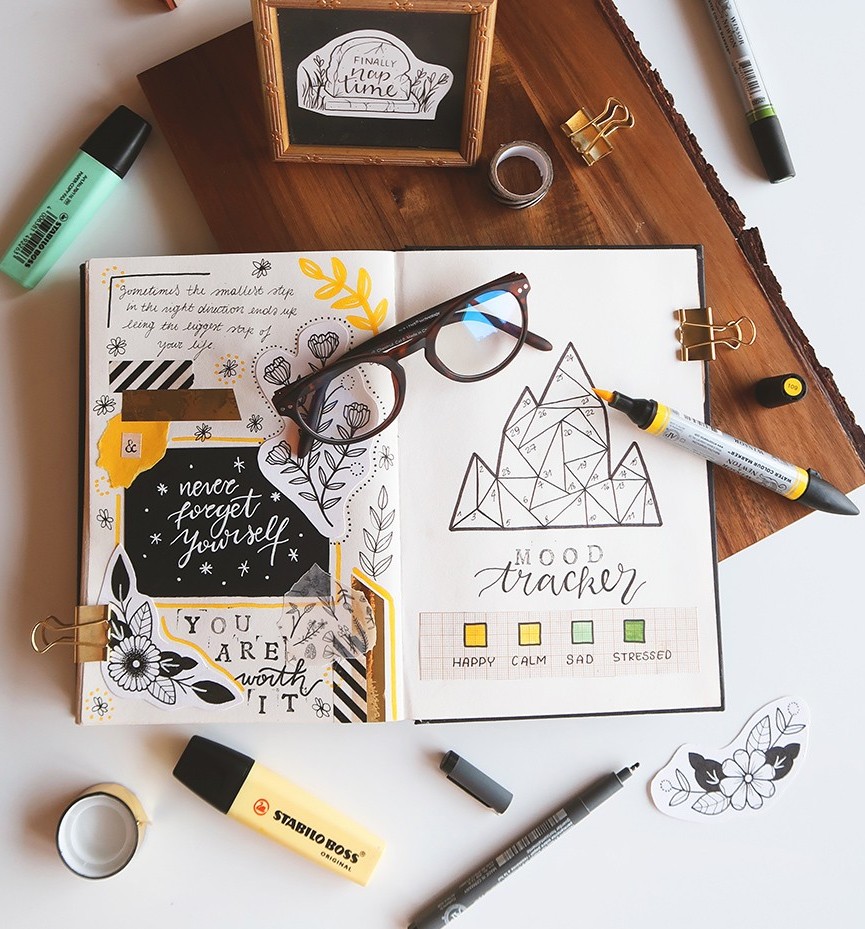 FINALLY
nap
time
Sometimes the smallest step
in the right direction ends up
being the biggest step of
your life.
&
never
forget
yourself
YOU
ARE
worth
IT
MOOD
tracker
HAPPY CALM SAD STRESSED
STABILO BOSS
ORIGINAL
WATER COLOUR MARKER
109